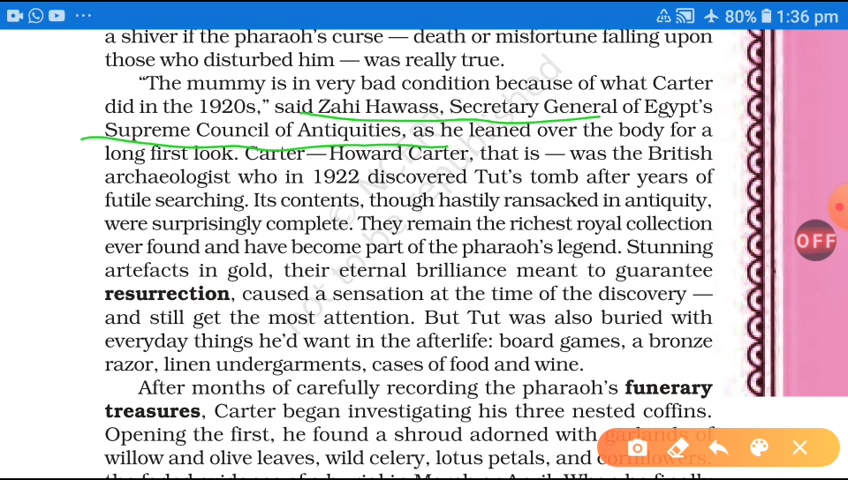 80% 1:36 pm
a shiver if the pharaoh's curse — death or misfortune falling upon
those who disturbed him — was really true.
"The mummy is in very bad condition because of what Carter
did in the 1920s," said Zahi Hawass, Secretary General of Egypt's
Supreme Council of Antiquities, as he leaned over the body for a
long first look. Carter—Howard Carter, that is — was the British
archaeologist who in 1922 discovered Tut's tomb after years of
futile searching. Its contents, though hastily ransacked in antiquity,
were surprisingly complete. They remain the richest royal collection
ever found and have become part of the pharaoh's legend. Stunning
artefacts in gold, their eternal brilliance meant to guarantee
resurrection, caused a sensation at the time of the discovery —
and still get the most attention. But Tut was also buried with
everyday things he'd want in the afterlife: board games, a bronze
razor, linen undergarments, cases of food and wine.
After months of carefully recording the pharaoh's funerary
treasures, Carter began investigating his three nested coffins.
Opening the first, he found a shroud adorned with garlands of
willow and olive leaves, wild celery, lotus petals, and cornflowers,
OFF
not to be republished